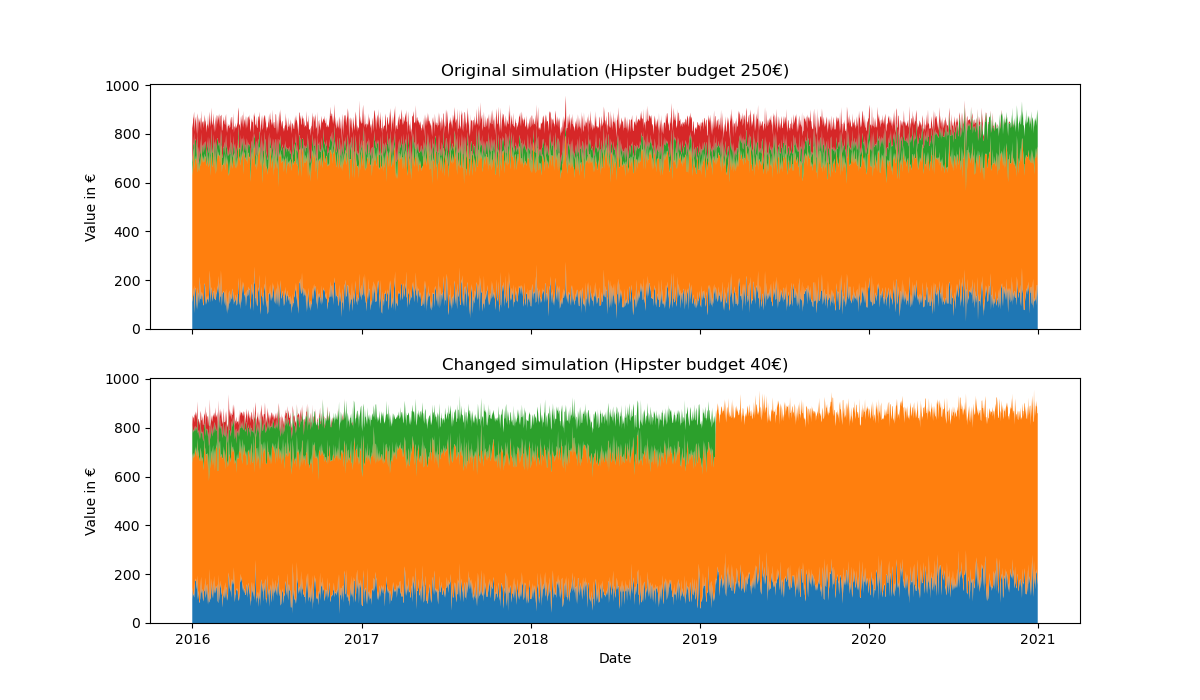 Original simulation (Hipster budget 250€)
1000
800
600
400
200
0
Value in €
Changed simulation (Hipster budget 40€)
1000
800
600
400
200
0
Value in €
2016 2017 2018 2019 2020 2021
Date